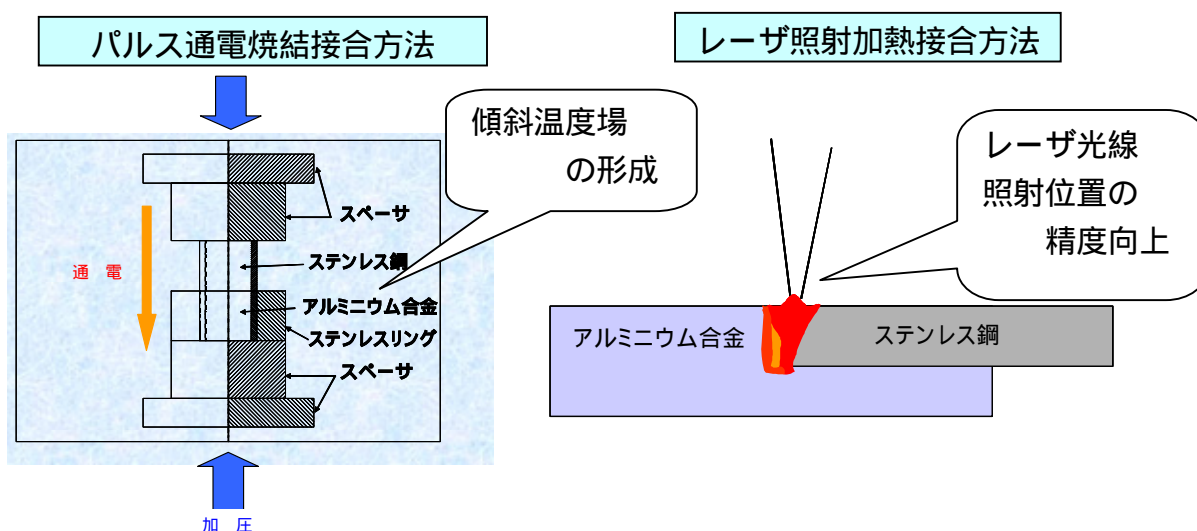 パルス通電焼結接合方法
傾斜温度場
の形成
スペーサ
ステンレス鋼
通 電
アルミニウム合金
ステンレスリング
スペーサ
加 圧
レーザ照射加熱接合方法
レーザ光線
照射位置の
精度向上
アルミニウム合金
ステンレス鋼